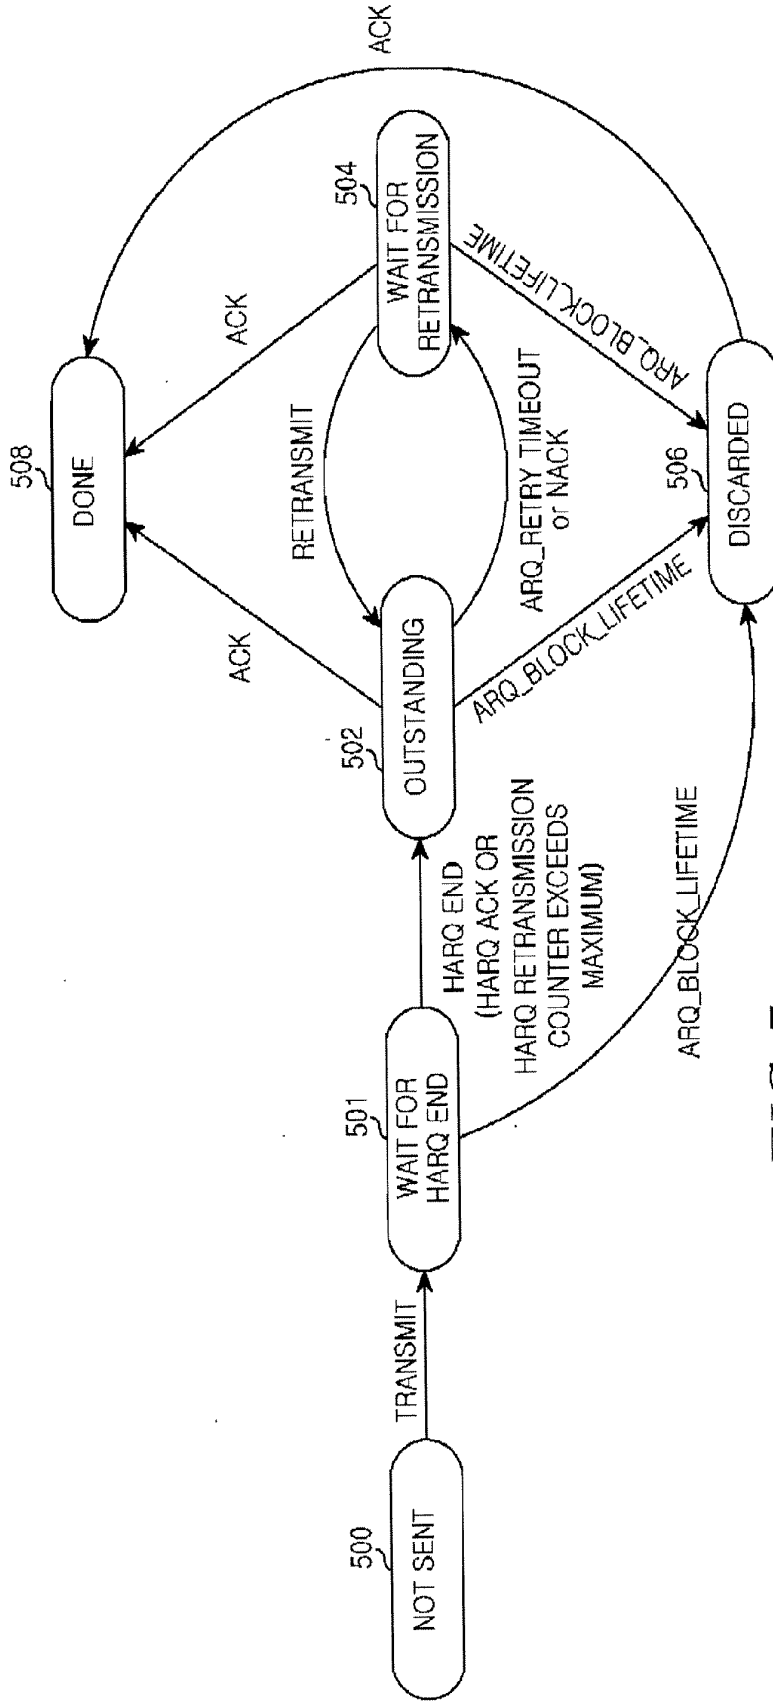 508
DONE
ACK
ACK
ACK
RETRANSMIT
504
WAIT FOR
RETRANSMISSION
502
OUTSTANDING
ARQ_RETRY TIMEOUT
or NACK
ARQ_BLOCK_LIFETIME
ARQ_BLOCK_LIFETIME
506
DISCARDED
500
NOT SENT
TRANSMIT
501
WAIT FOR
HARQ END
HARQ END
(HARQ ACK OR
HARQ RETRANSMISSION
COUNTER EXCEEDS
MAXIMUM)
ARQ_BLOCK_LIFETIME